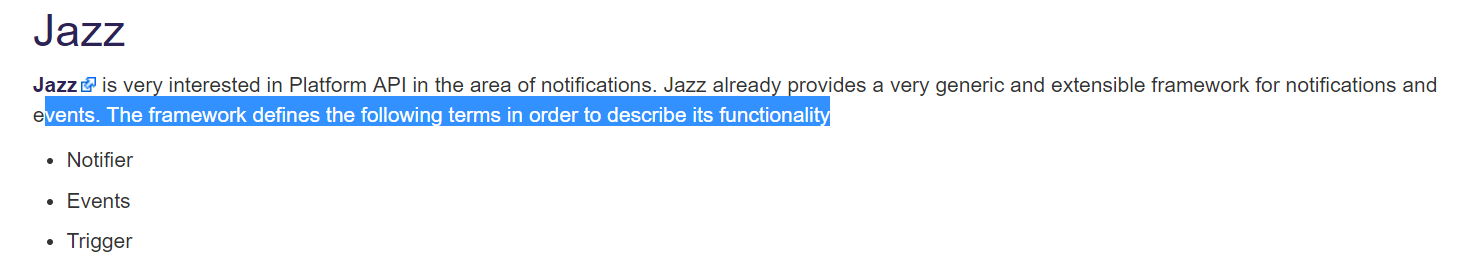 Jazz
Jazz is very interested in Platform API in the area of notifications. Jazz already provides a very generic and extensible framework for notifications and
events. The framework defines the following terms in order to describe its functionality
• Notifier
• Events
• Trigger